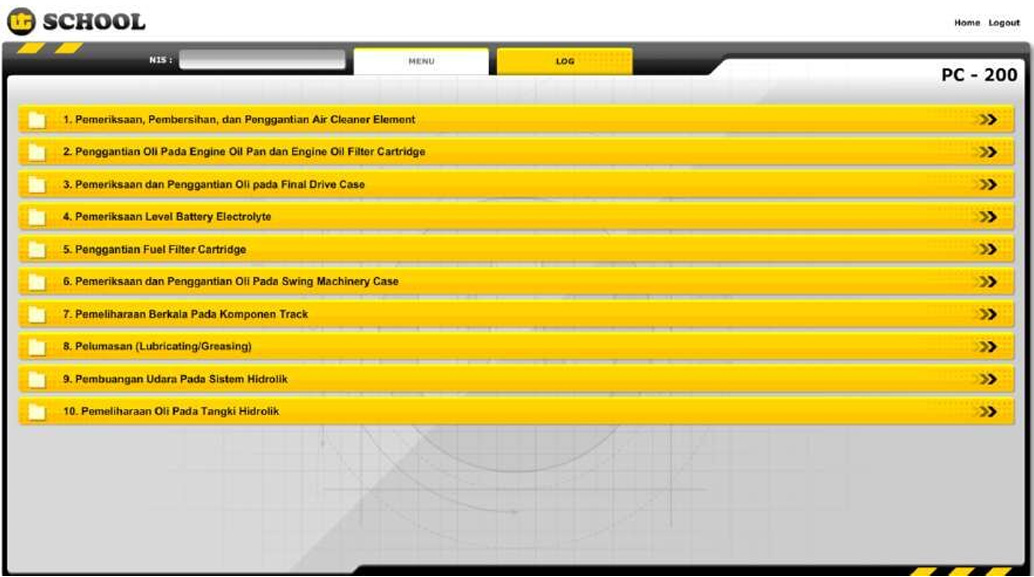 UT SCHOOL
Home Logout
NIS :
MENU
LOG
PC - 200
1. Pemeriksaan, Pembersihan, dan Penggantian Air Cleaner Element
2. Penggantian Oli Pada Engine Oil Pan dan Engine Oil Filter Cartridge
3. Pemeriksaan dan Penggantian Oli pada Final Drive Case
4. Pemeriksaan Level Battery Electrolyte
5. Penggantian Fuel Filter Cartridge
6. Pemeriksaan dan Penggantian Oli Pada Swing Machinery Case
7. Pemeliharaan Berkala Pada Komponen Track
8. Pelumasan (Lubricating/Greasing)
9. Pembuangan Udara Pada Sistem Hidrolik
10. Pemeliharaan Oli Pada Tangki Hidrolik